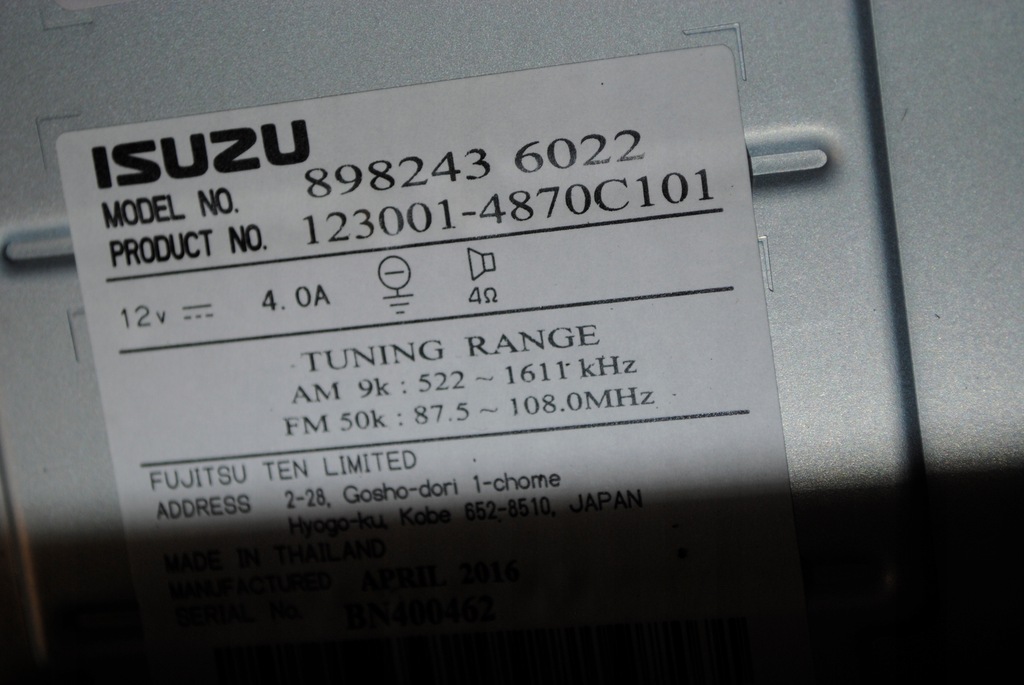 ISUZU
MODEL NO. 898243 6022
PRODUCT NO. 123001-4870C101
12v 4.0A 4Ω
TUNING RANGE
AM 9k : 522 ~ 1611 kHz
FM 50k : 87.5 ~ 108.0MHz
FUJITSU TEN LIMITED
ADDRESS 2-28, Gosho-dori 1-chome
Hyogo-ku, Kobe 652-8510, JAPAN
MADE IN THAILAND
MANUFACTURED APRIL 2016
SERIAL No. BN400462